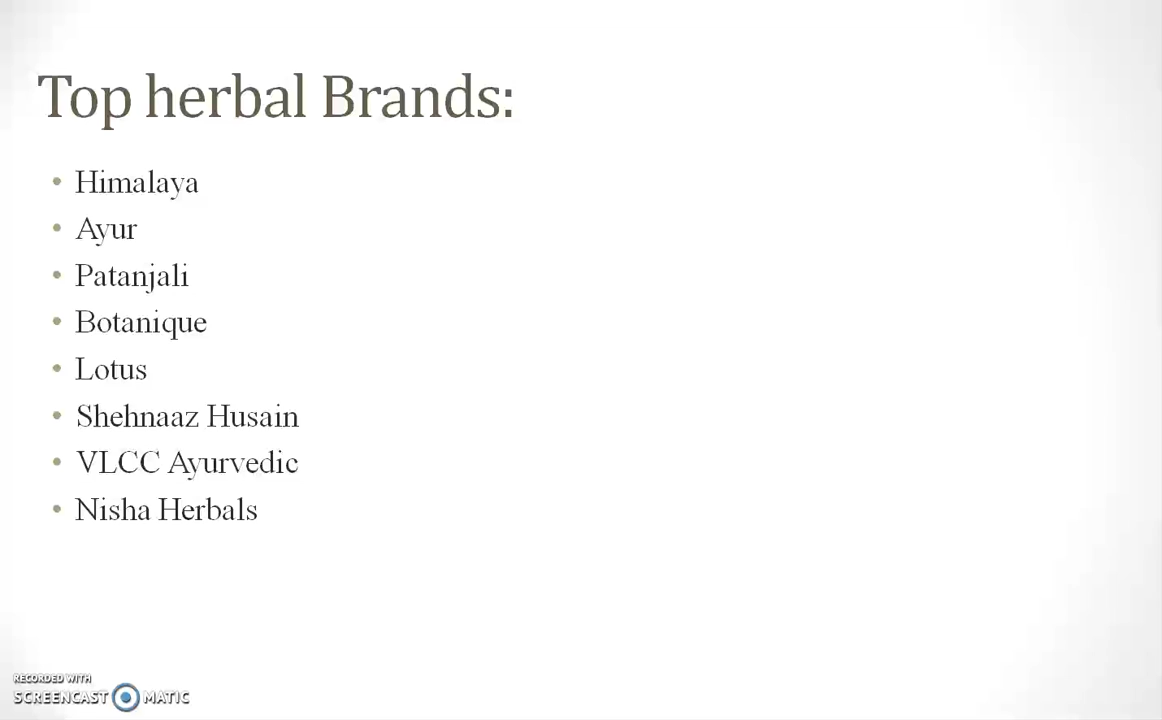 Top herbal Brands:
• Himalaya
• Ayur
• Patanjali
• Botanique
• Lotus
• Shehnaaz Husain
• VLCC Ayurvedic
• Nisha Herbals
RECORDED WITH
SCREENCAST MATIC